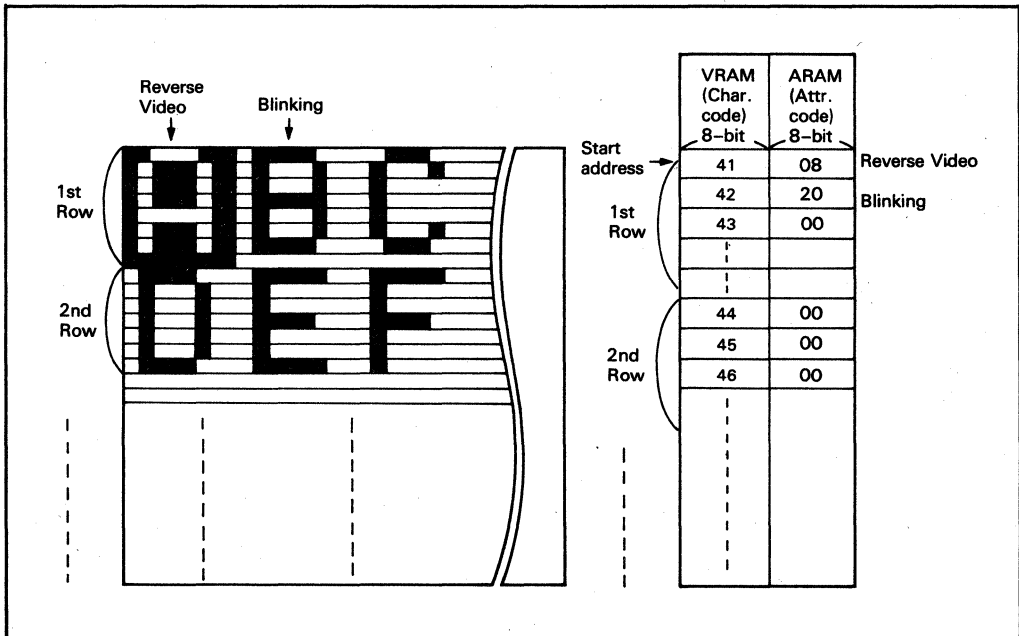 Reverse
Video
Blinking
1st
Row
2nd
Row
A B C
D E F
VRAM
(Char.
code)
8-bit
ARAM
(Attr.
code)
8-bit
Start
address
1st
Row
41 08 Reverse Video
42 20 Blinking
43 00
2nd
Row
44 00
45 00
46 00